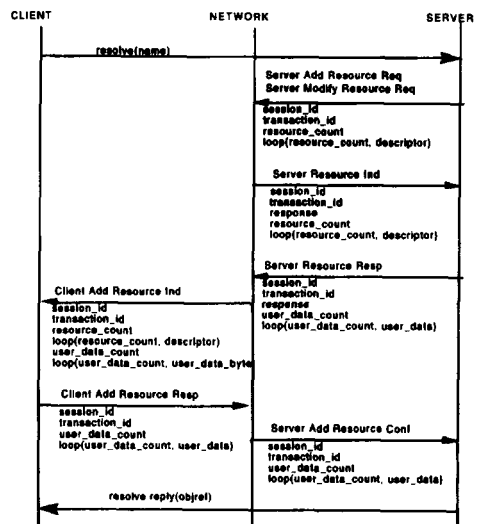 CLIENT NETWORK SERVER
resolve(name)
Server Add Resource Req
Server Modify Resource Req
session_id
transaction_id
resource_count
loop(resource_count, descriptor)
Server Resource Ind
session_id
transaction_id
response
resource_count
loop(resource_count, descriptor)
Server Resource Resp
session_id
transaction_id
response
user_data_count
loop(user_data_count, user_data)
Client Add Resource Ind
session_id
transaction_id
resource_count
loop(resource_count, descriptor)
user_data_count
loop(user_data_count, user_data_byte
Client Add Resource Resp
session_id
transaction_id
user_data_count
loop(user_data_count, user_data)
Server Add Resource Conf
session_id
transaction_id
user_data_count
loop(user_data_count, user_data)
resolve reply(objref)